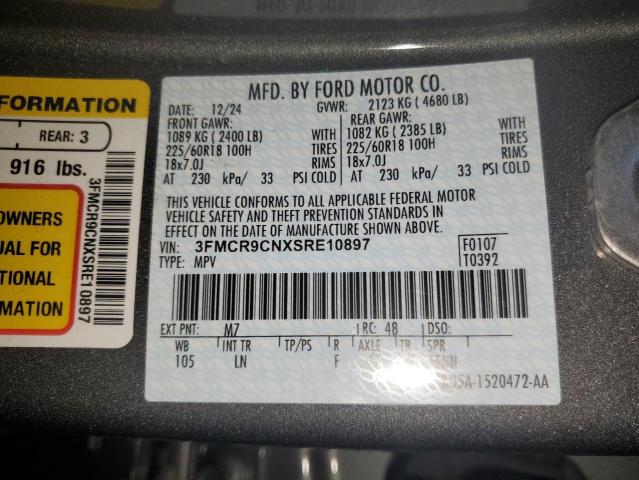 FORMATION
REAR: 3
916 lbs.
OWNERS
UAL FOR
TIONAL
RMATION
3FMCR9CNXSRE10897
MFD. BY FORD MOTOR CO.
DATE: 12/24 GVWR: 2123 KG ( 4680 LB)
FRONT GAWR: REAR GAWR:
1089 KG ( 2400 LB) WITH 1082 KG ( 2385 LB) WITH
225/60R18 100H TIRES 225/60R18 100H TIRES
18x7.0J RIMS 18x7.0J RIMS
AT 230 kPa/ 33 PSI COLD AT 230 kPa/ 33 PSI COLD
THIS VEHICLE CONFORMS TO ALL APPLICABLE FEDERAL MOTOR
VEHICLE SAFETY AND THEFT PREVENTION STANDARDS IN
EFFECT ON THE DATE OF MANUFACTURE SHOWN ABOVE.
VIN: 3FMCR9CNXSRE10897 F0107
TYPE: MPV T0392
EXT PNT: M7 RC: 48 DSO:
WB INT TR TP/PS R AXLE TR SPR
105 LN F
5A-1520472-AA